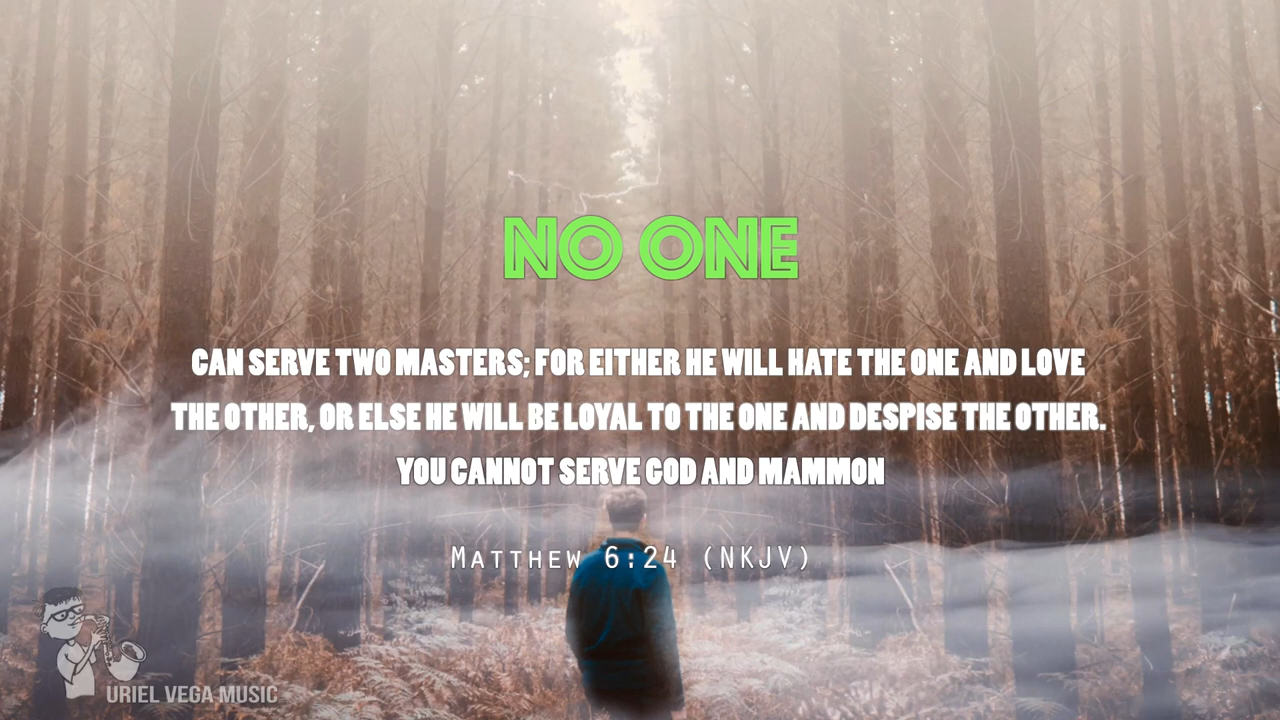 NO ONE
CAN SERVE TWO MASTERS; FOR EITHER HE WILL HATE THE ONE AND LOVE
THE OTHER, OR ELSE HE WILL BE LOYAL TO THE ONE AND DESPISE THE OTHER.
YOU CANNOT SERVE GOD AND MAMMON
Matthew 6:24 (NKJV)
URIEL VEGA MUSIC